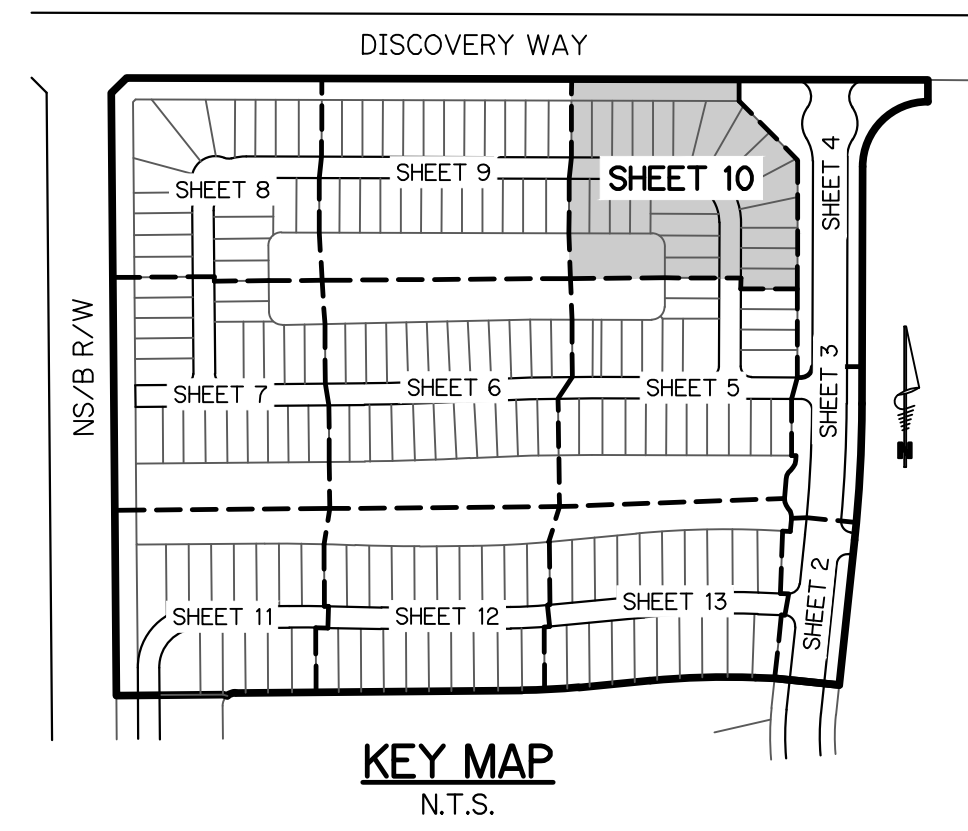 DISCOVERY WAY
SHEET 8
SHEET 9
SHEET 10
SHEET 4
NS/B R/W
SHEET 7
SHEET 6
SHEET 5
SHEET 3
SHEET 11
SHEET 12
SHEET 13
SHEET 2
KEY MAP
N.T.S.